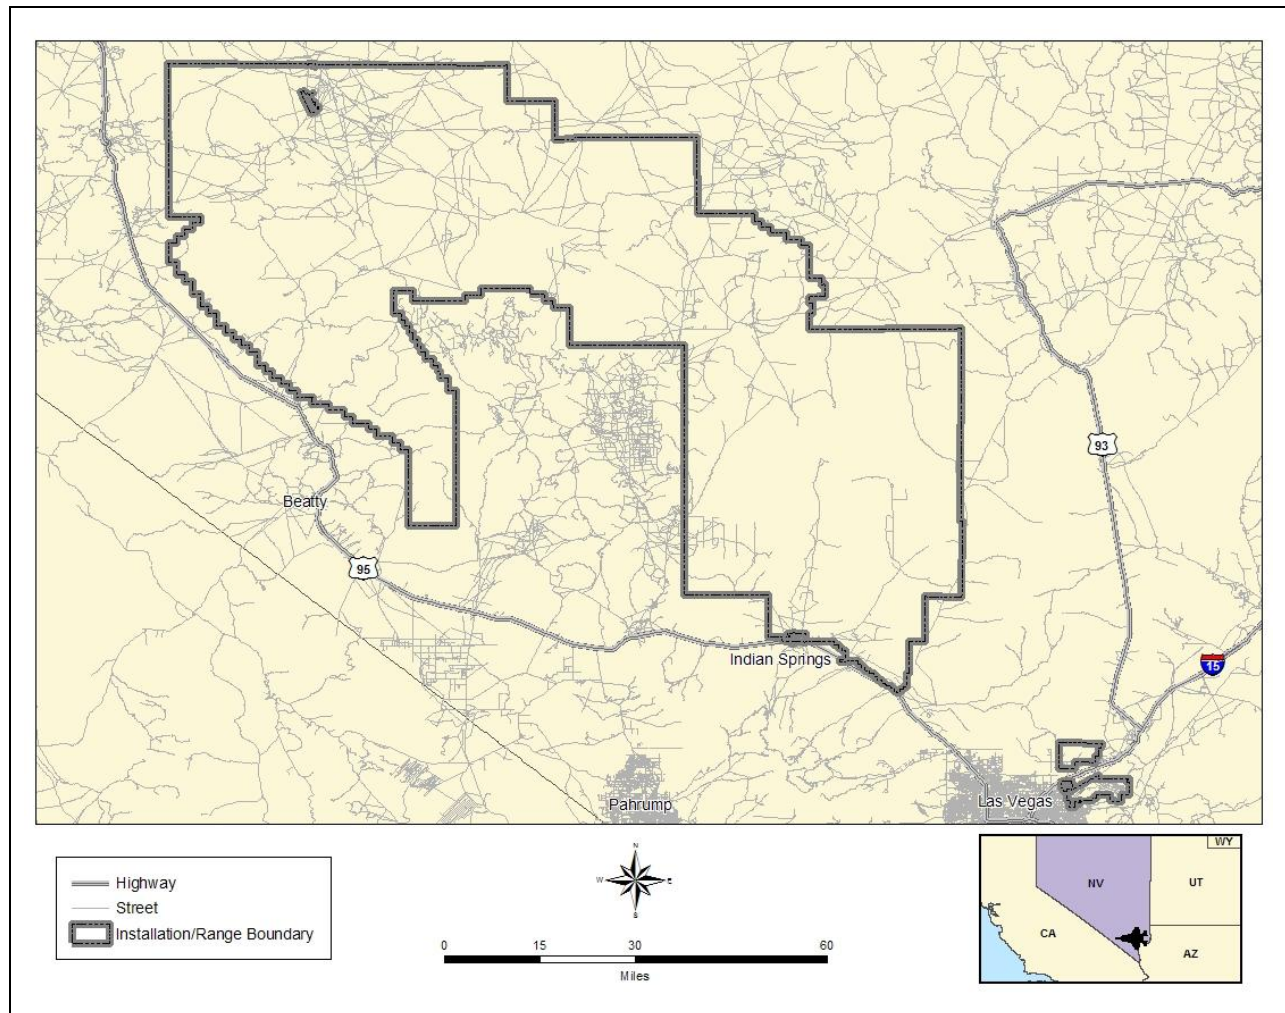 93
Beatty
95
Indian Springs
15
Las Vegas
Pahrump
Highway
Street
Installation/Range Boundary
N
W E
S
0 15 30 60
Miles
WY
NV
UT
CA
AZ